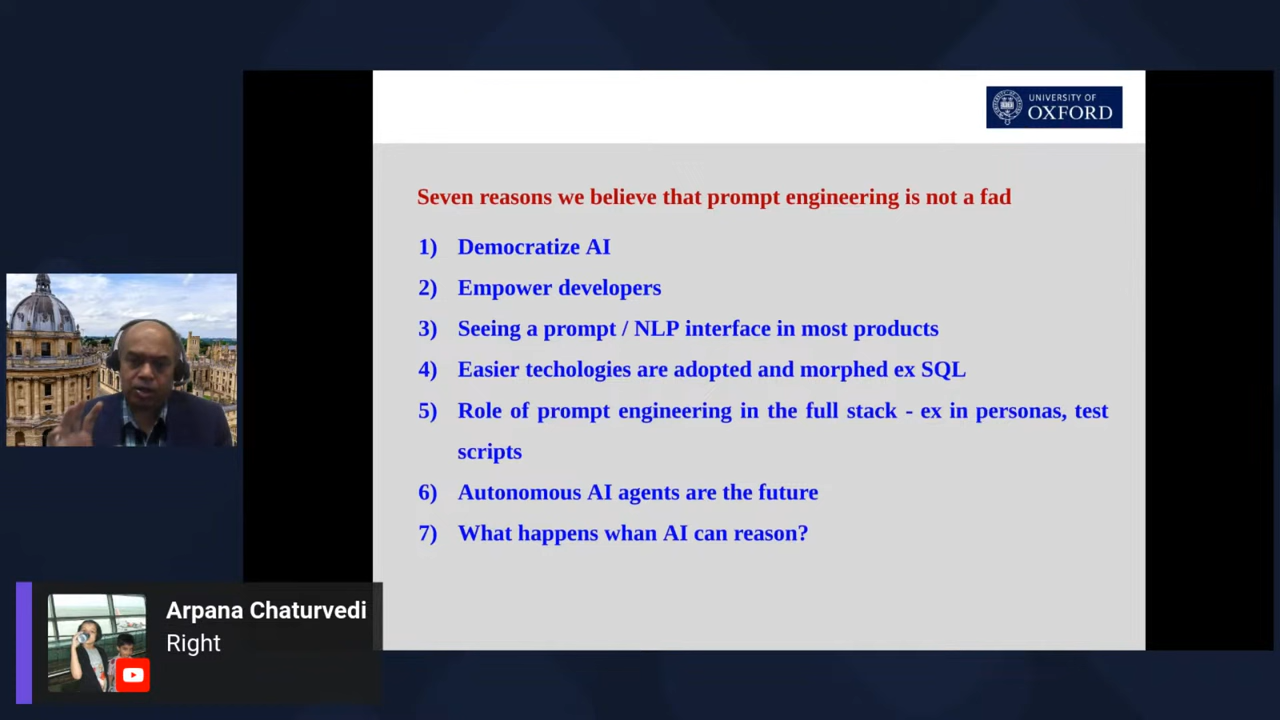 UNIVERSITY OF
OXFORD
Seven reasons we believe that prompt engineering is not a fad
1) Democratize AI
2) Empower developers
3) Seeing a prompt / NLP interface in most products
4) Easier techologies are adopted and morphed ex SQL
5) Role of prompt engineering in the full stack - ex in personas, test
scripts
6) Autonomous AI agents are the future
7) What happens whan AI can reason?
Arpana Chaturvedi
Right